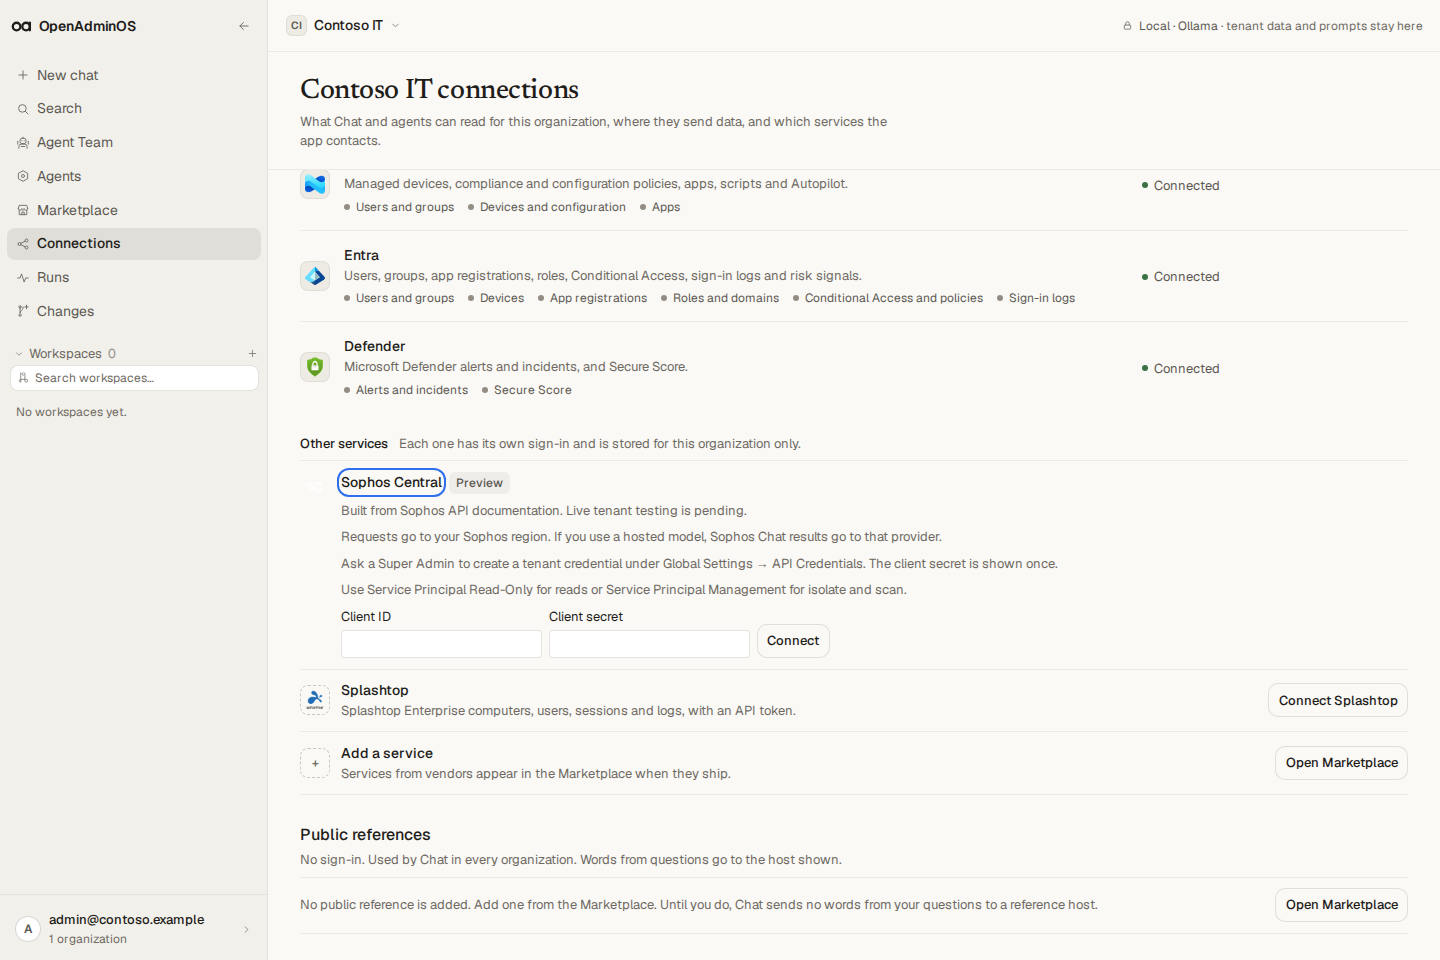 OpenAdminOS
New chat
Search
Agent Team
Agents
Marketplace
Connections
Runs
Changes
Workspaces 0
Search workspaces...
No workspaces yet.
A
admin@contoso.example
1 organization
CI Contoso IT
Local · Ollama · tenant data and prompts stay here
Contoso IT connections
What Chat and agents can read for this organization, where they send data, and which services the
app contacts.
Managed devices, compliance and configuration policies, apps, scripts and Autopilot.
Connected
Users and groups Devices and configuration Apps
Entra
Users, groups, app registrations, roles, Conditional Access, sign-in logs and risk signals.
Connected
Users and groups Devices App registrations Roles and domains Conditional Access and policies Sign-in logs
Defender
Microsoft Defender alerts and incidents, and Secure Score.
Connected
Alerts and incidents Secure Score
Other services Each one has its own sign-in and is stored for this organization only.
Sophos Central Preview
Built from Sophos API documentation. Live tenant testing is pending.
Requests go to your Sophos region. If you use a hosted model, Sophos Chat results go to that provider.
Ask a Super Admin to create a tenant credential under Global Settings → API Credentials. The client secret is shown once.
Use Service Principal Read-Only for reads or Service Principal Management for isolate and scan.
Client ID Client secret
Connect
Splashtop
Splashtop Enterprise computers, users, sessions and logs, with an API token.
Connect Splashtop
Add a service
Services from vendors appear in the Marketplace when they ship.
Open Marketplace
Public references
No sign-in. Used by Chat in every organization. Words from questions go to the host shown.
No public reference is added. Add one from the Marketplace. Until you do, Chat sends no words from your questions to a reference host.
Open Marketplace